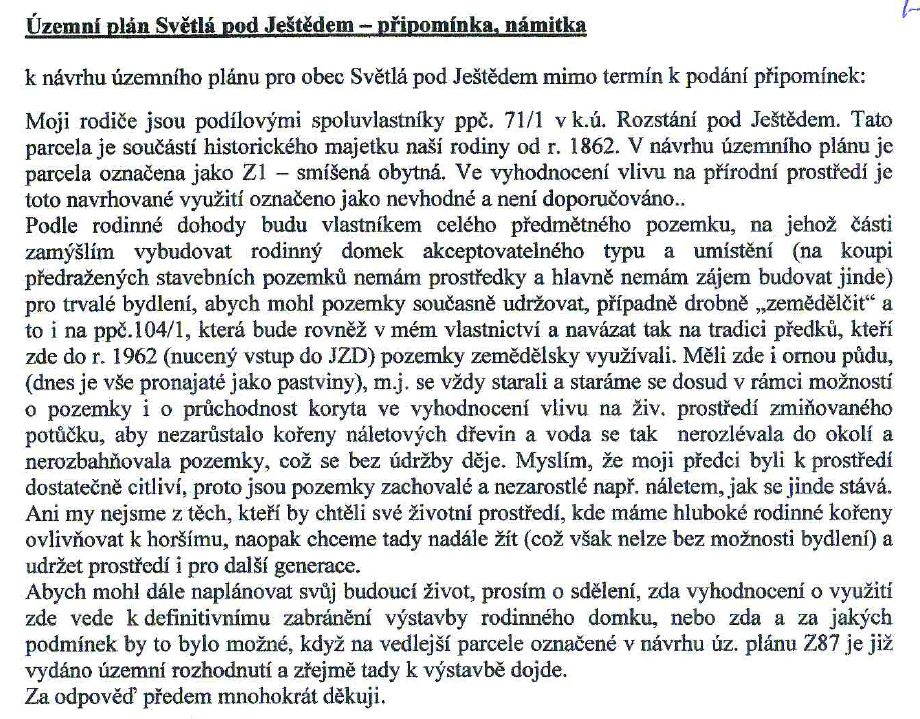 Územní plán Světlá pod Ještědem – připomínka, námitka
k návrhu územního plánu pro obec Světlá pod Ještědem mimo termín k podání připomínek:
Moji rodiče jsou podílovými spoluvlastníky ppč. 71/1 v k.ú. Rozstání pod Ještědem. Tato
parcela je součástí historického majetku naší rodiny od r. 1862. V návrhu územního plánu je
parcela označena jako Z1 – smíšená obytná. Ve vyhodnocení vlivu na přírodní prostředí je
toto navrhované využití označeno jako nevhodné a není doporučováno..
Podle rodinné dohody budu vlastníkem celého předmětného pozemku, na jehož části
zamýšlím vybudovat rodinný domek akceptovatelného typu a umístění (na koupi
předražených stavebních pozemků nemám prostředky a hlavně nemám zájem budovat jinde)
pro trvalé bydlení, abych mohl pozemky současně udržovat, případně drobně „zemědělčit“ a
to i na ppč.104/1, která bude rovněž v mém vlastnictví a navázat tak na tradici předků, kteří
zde do r. 1962 (nucený vstup do JZD) pozemky zemědělsky využívali. Měli zde i ornou půdu,
(dnes je vše pronajaté jako pastviny), m.j. se vždy starali a staráme se dosud v rámci možností
o pozemky i o průchodnost koryta ve vyhodnocení vlivu na živ. prostředí zmiňovaného
potůčku, aby nezarůstalo kořeny náletových dřevin a voda se tak nerozlévala do okolí a
nerozbahňovala pozemky, což se bez údržby děje. Myslím, že moji předci byli k prostředí
dostatečně citliví, proto jsou pozemky zachovalé a nezarostlé např. náletem, jak se jinde stává.
Ani my nejsme z těch, kteří by chtěli své životní prostředí, kde máme hluboké rodinné kořeny
ovlivňovat k horšímu, naopak chceme tady nadále žít (což však nelze bez možnosti bydlení) a
udržet prostředí i pro další generace.
Abych mohl dále naplánovat svůj budoucí život, prosím o sdělení, zda vyhodnocení o využití
zde vede k definitivnímu zabránění výstavby rodinného domku, nebo zda a za jakých
podmínek by to bylo možné, když na vedlejší parcele označené v návrhu úz. plánu Z87 je již
vydáno územní rozhodnutí a zřejmě tady k výstavbě dojde.
Za odpověď předem mnohokrát děkuji.